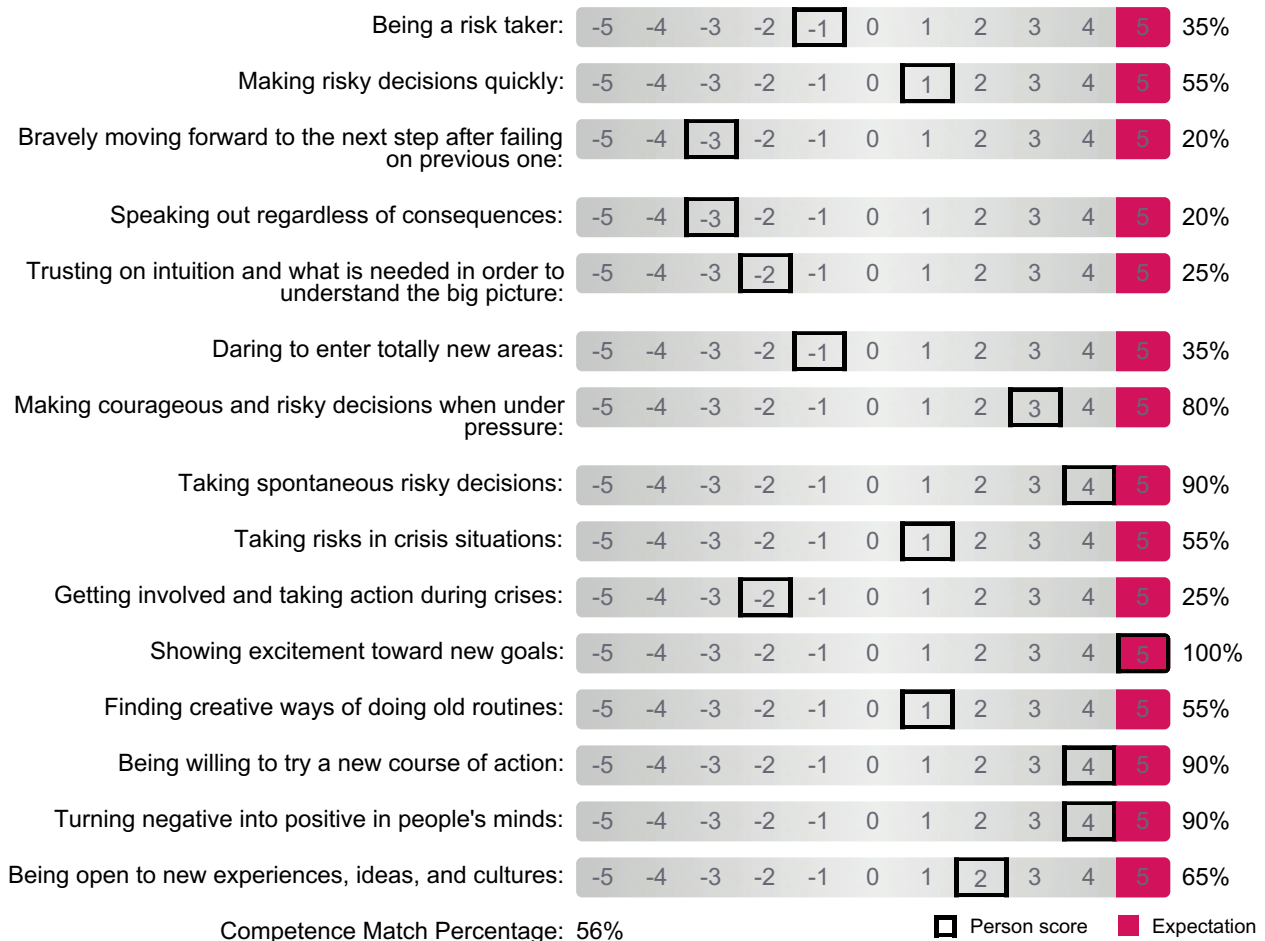 Being a risk taker: -5 -4 -3 -2 -1 0 1 2 3 4 5 35%
Making risky decisions quickly: -5 -4 -3 -2 -1 0 1 2 3 4 5 55%
Bravely moving forward to the next step after failing
on previous one: -5 -4 -3 -2 -1 0 1 2 3 4 5 20%
Speaking out regardless of consequences: -5 -4 -3 -2 -1 0 1 2 3 4 5 20%
Trusting on intuition and what is needed in order to
understand the big picture: -5 -4 -3 -2 -1 0 1 2 3 4 5 25%
Daring to enter totally new areas: -5 -4 -3 -2 -1 0 1 2 3 4 5 35%
Making courageous and risky decisions when under
pressure: -5 -4 -3 -2 -1 0 1 2 3 4 5 80%
Taking spontaneous risky decisions: -5 -4 -3 -2 -1 0 1 2 3 4 5 90%
Taking risks in crisis situations: -5 -4 -3 -2 -1 0 1 2 3 4 5 55%
Getting involved and taking action during crises: -5 -4 -3 -2 -1 0 1 2 3 4 5 25%
Showing excitement toward new goals: -5 -4 -3 -2 -1 0 1 2 3 4 5 100%
Finding creative ways of doing old routines: -5 -4 -3 -2 -1 0 1 2 3 4 5 55%
Being willing to try a new course of action: -5 -4 -3 -2 -1 0 1 2 3 4 5 90%
Turning negative into positive in people's minds: -5 -4 -3 -2 -1 0 1 2 3 4 5 90%
Being open to new experiences, ideas, and cultures: -5 -4 -3 -2 -1 0 1 2 3 4 5 65%
Competence Match Percentage: 56% Person score Expectation